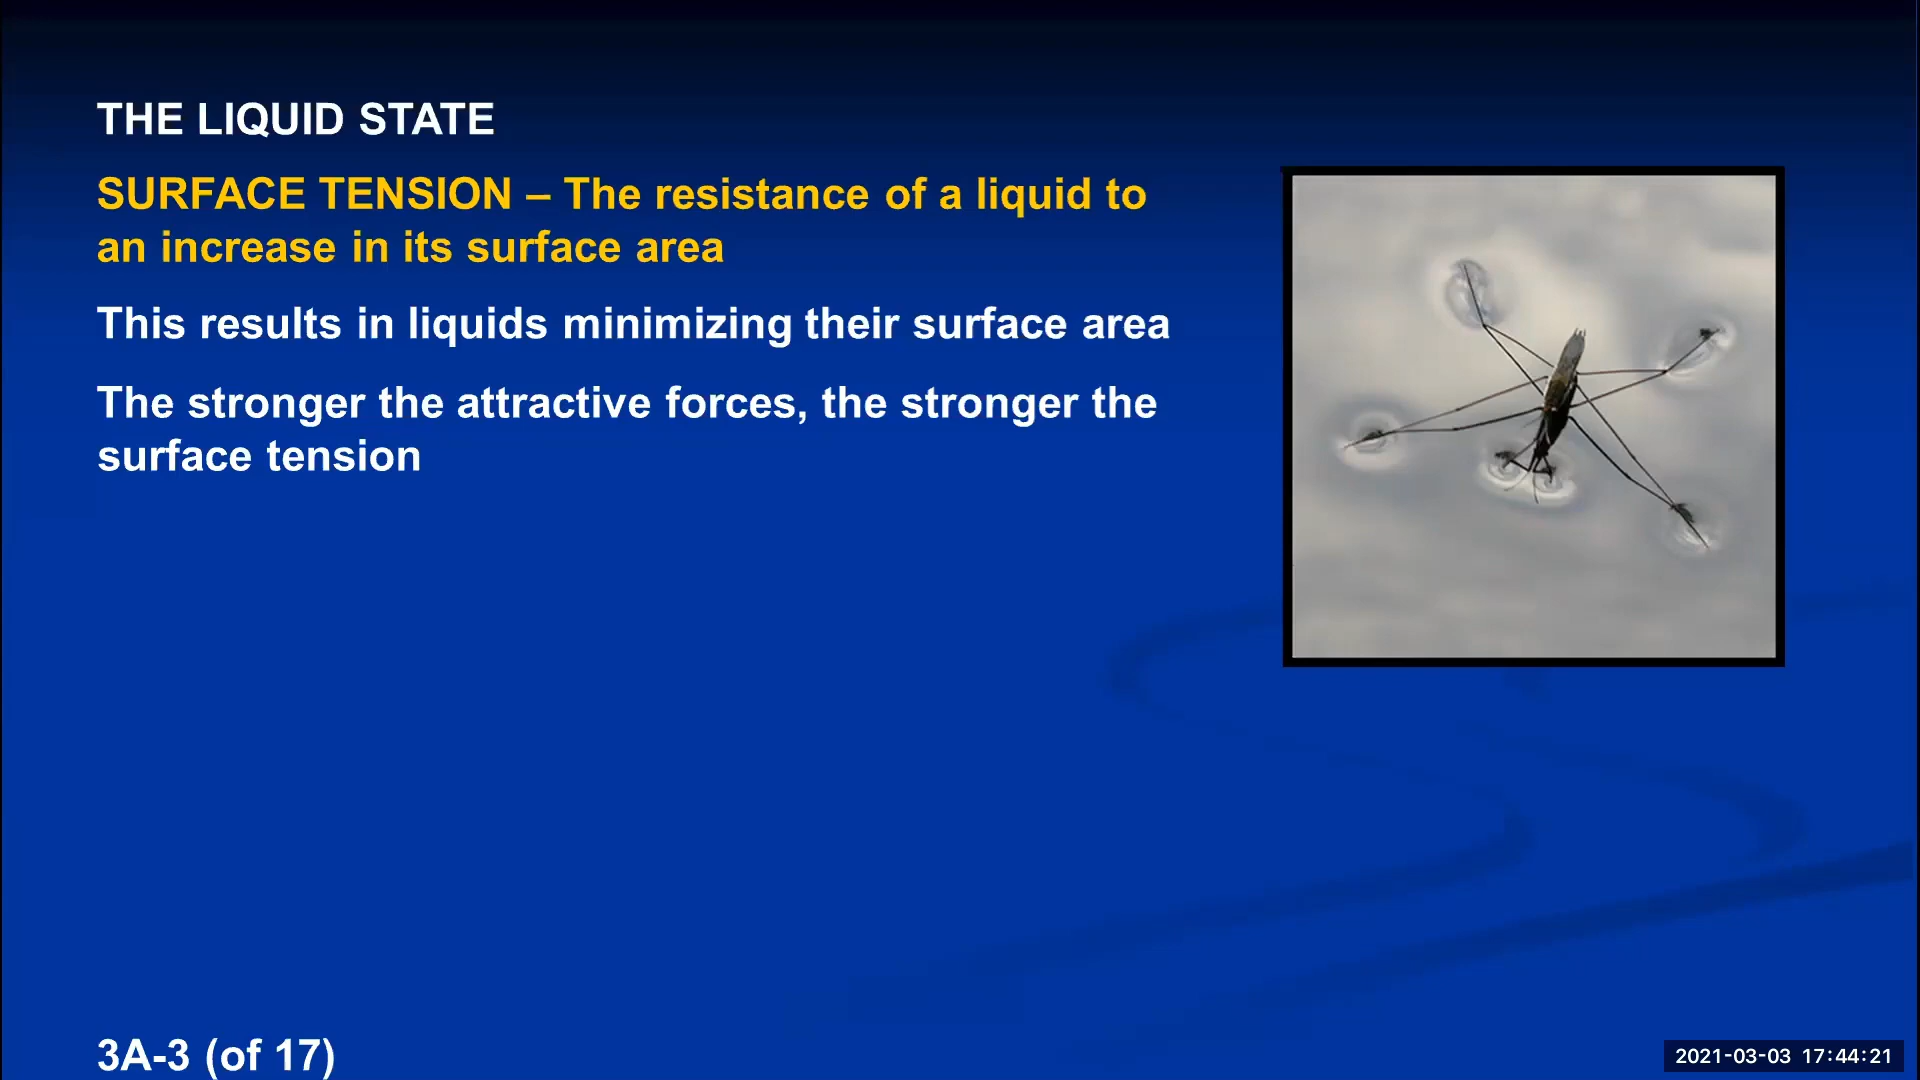 THE LIQUID STATE
SURFACE TENSION – The resistance of a liquid to
an increase in its surface area
This results in liquids minimizing their surface area
The stronger the attractive forces, the stronger the
surface tension
3A-3 (of 17)
2021-03-03 17:44:21